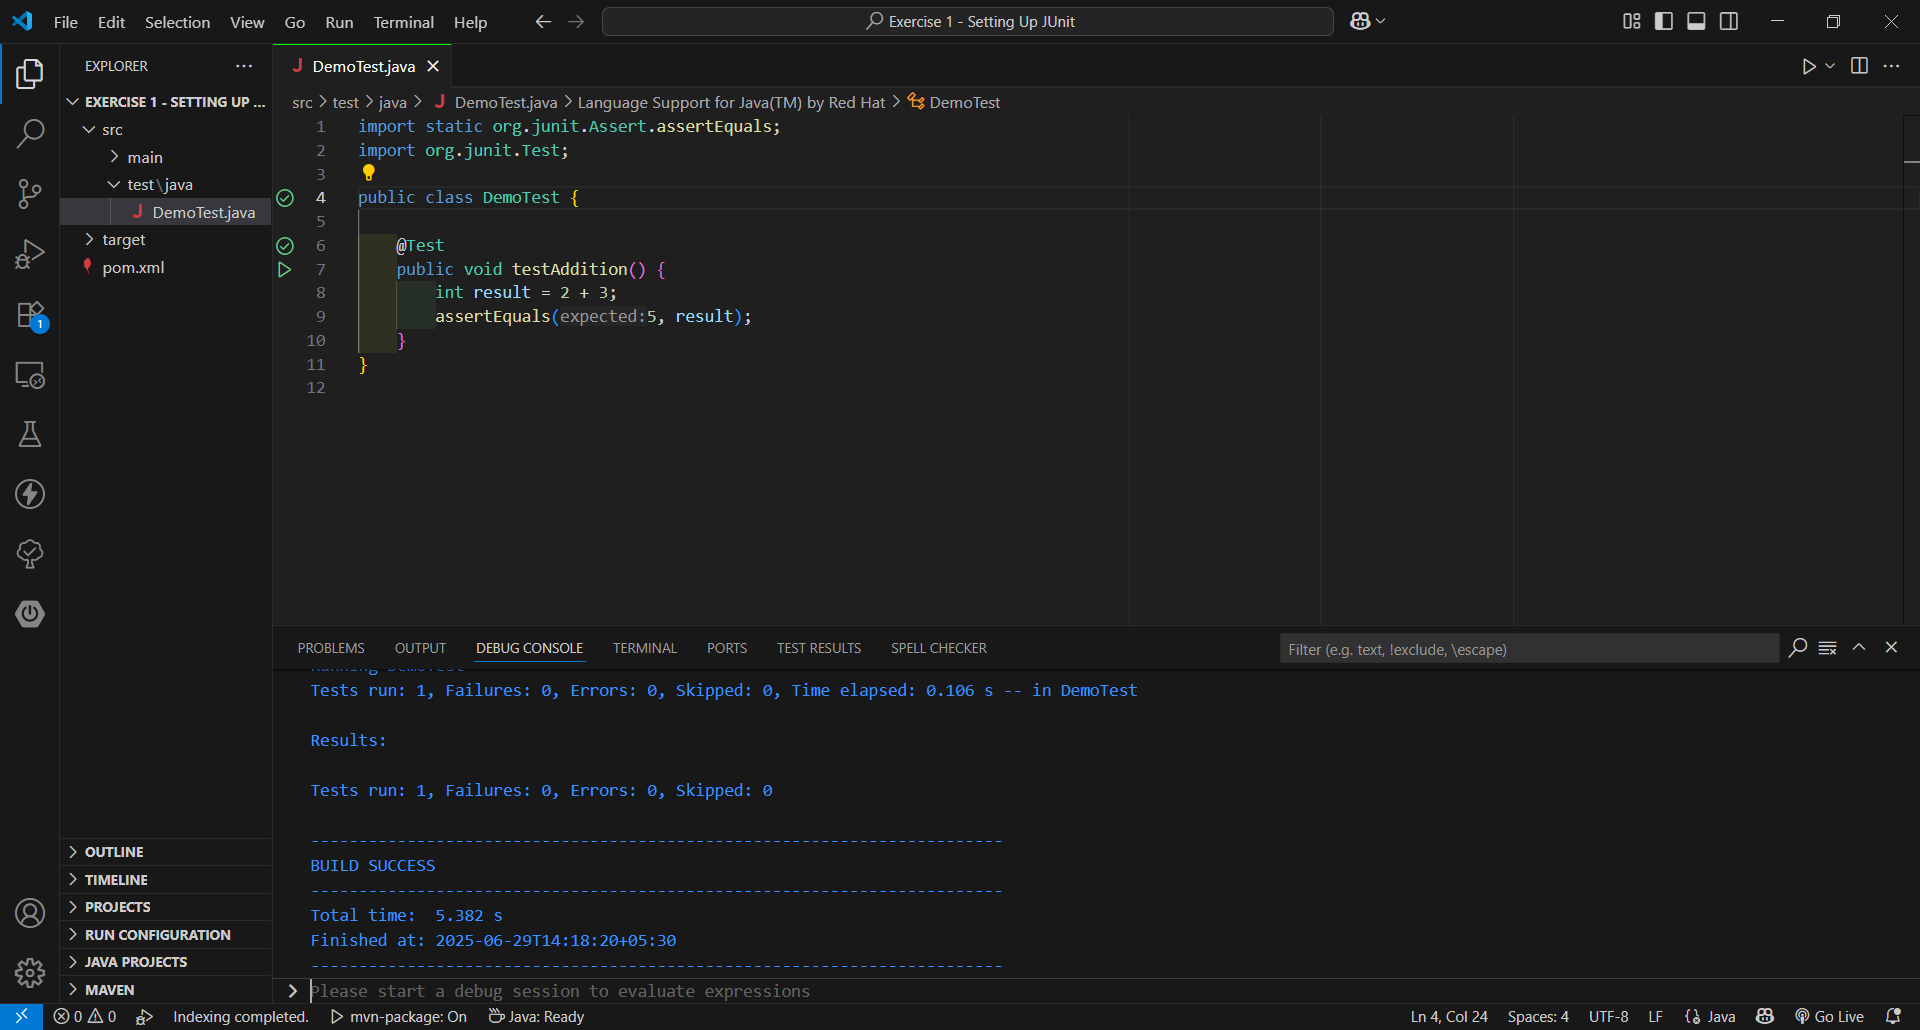 File Edit Selection View Go Run Terminal Help
Exercise 1 - Setting Up JUnit
EXPLORER
EXERCISE 1 - SETTING UP ...
src
main
test\java
DemoTest.java
target
pom.xml
OUTLINE
TIMELINE
PROJECTS
RUN CONFIGURATION
JAVA PROJECTS
MAVEN
1
DemoTest.java
src > test > java > DemoTest.java > Language Support for Java(TM) by Red Hat > DemoTest
1 import static org.junit.Assert.assertEquals;
2 import org.junit.Test;
3
4 public class DemoTest {
5
6 @Test
7 public void testAddition() {
8 int result = 2 + 3;
9 assertEquals(expected:5, result);
10 }
11 }
12
PROBLEMS OUTPUT DEBUG CONSOLE TERMINAL PORTS TEST RESULTS SPELL CHECKER
Filter (e.g. text, !exclude, \escape)
Running DemoTest
Tests run: 1, Failures: 0, Errors: 0, Skipped: 0, Time elapsed: 0.106 s -- in DemoTest
Results:
Tests run: 1, Failures: 0, Errors: 0, Skipped: 0
------------------------------------------------------------------------
BUILD SUCCESS
------------------------------------------------------------------------
Total time:  5.382 s
Finished at: 2025-06-29T14:18:20+05:30
------------------------------------------------------------------------
Please start a debug session to evaluate expressions
0 0 Indexing completed. mvn-package: On Java: Ready Ln 4, Col 24 Spaces: 4 UTF-8 LF Java Go Live